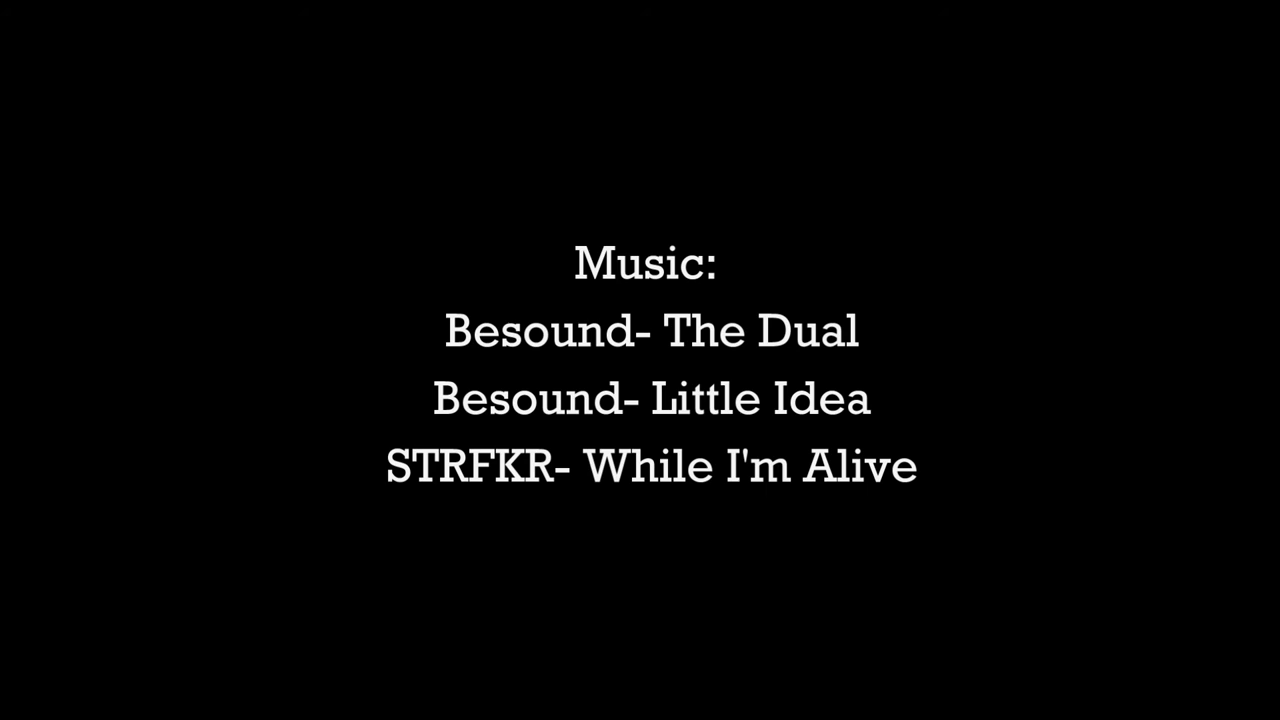 Music:
Besound- The Dual
Besound- Little Idea
STRFKR- While I'm Alive